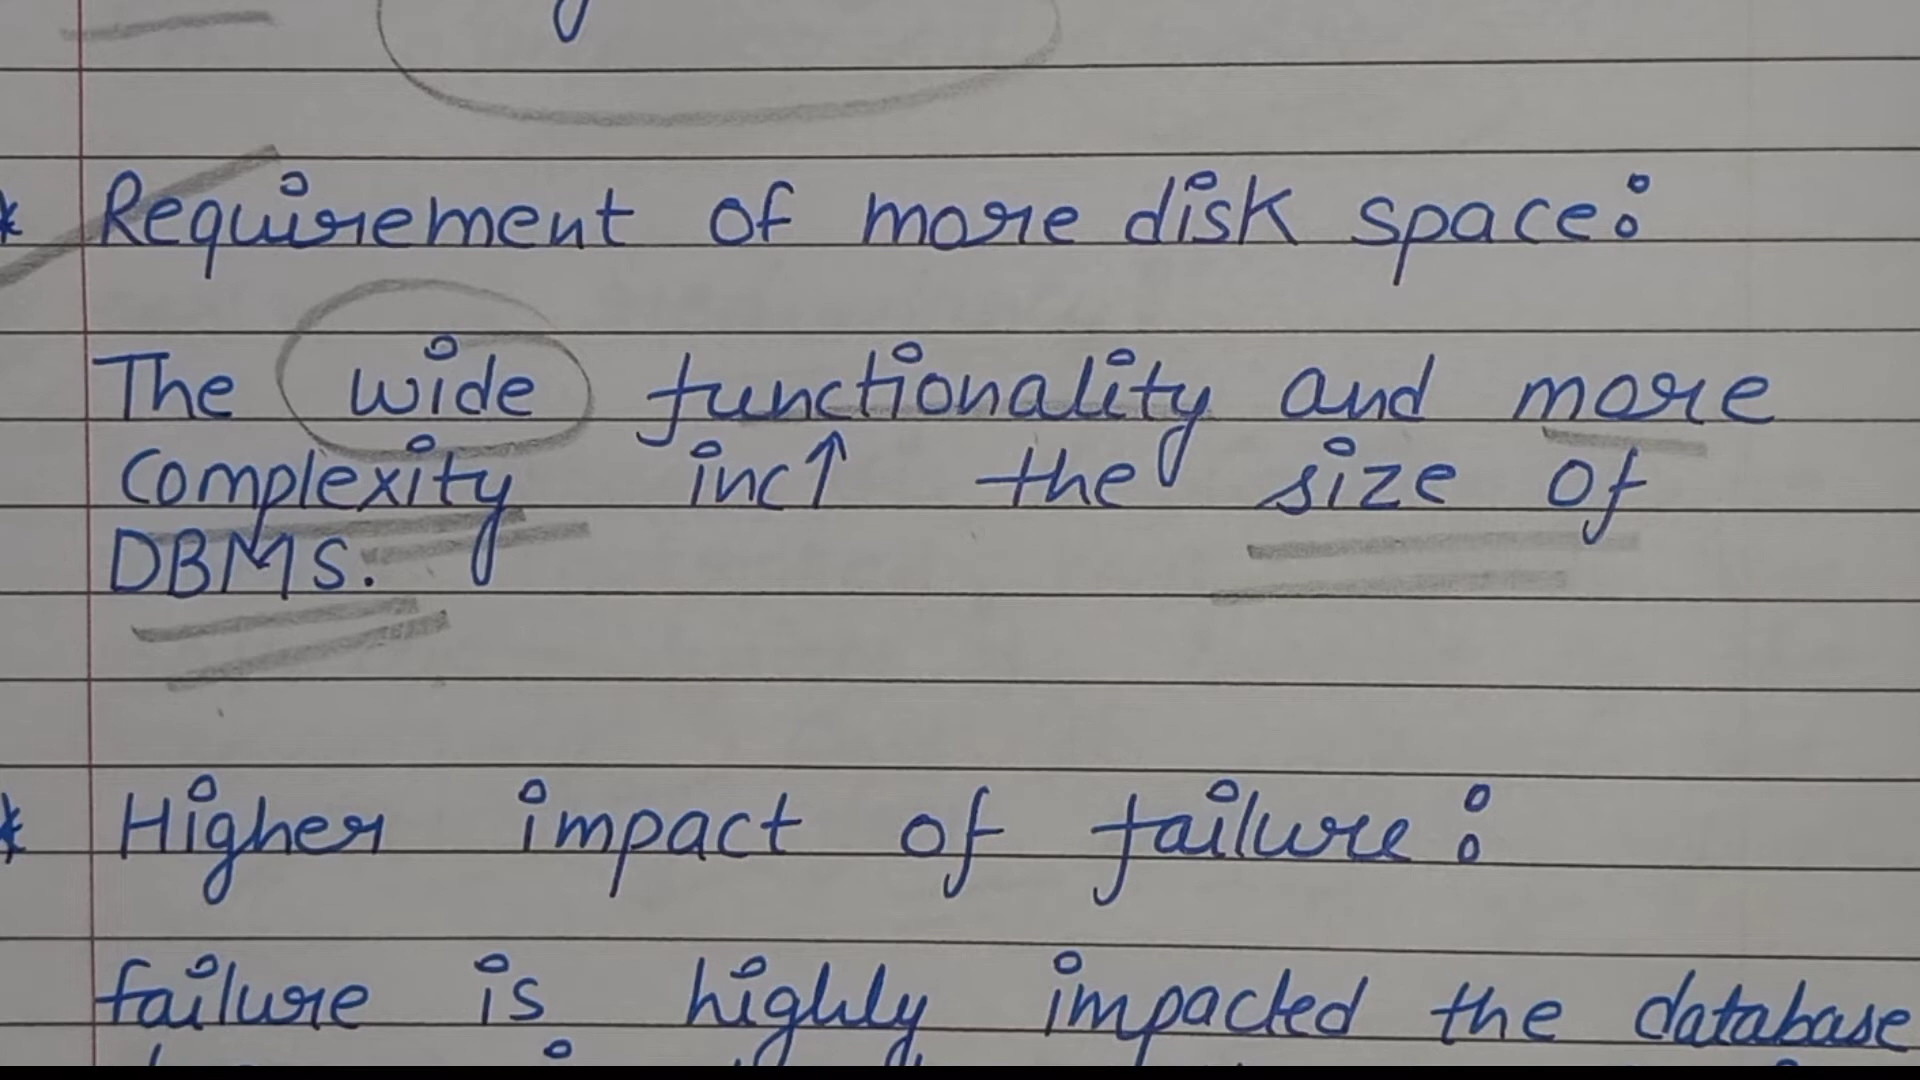 * Requirement of more disk space:
The wide functionality and more
complexity inc↑ the size of
DBMS.
* Higher impact of failure:
failure is highly impacted the database